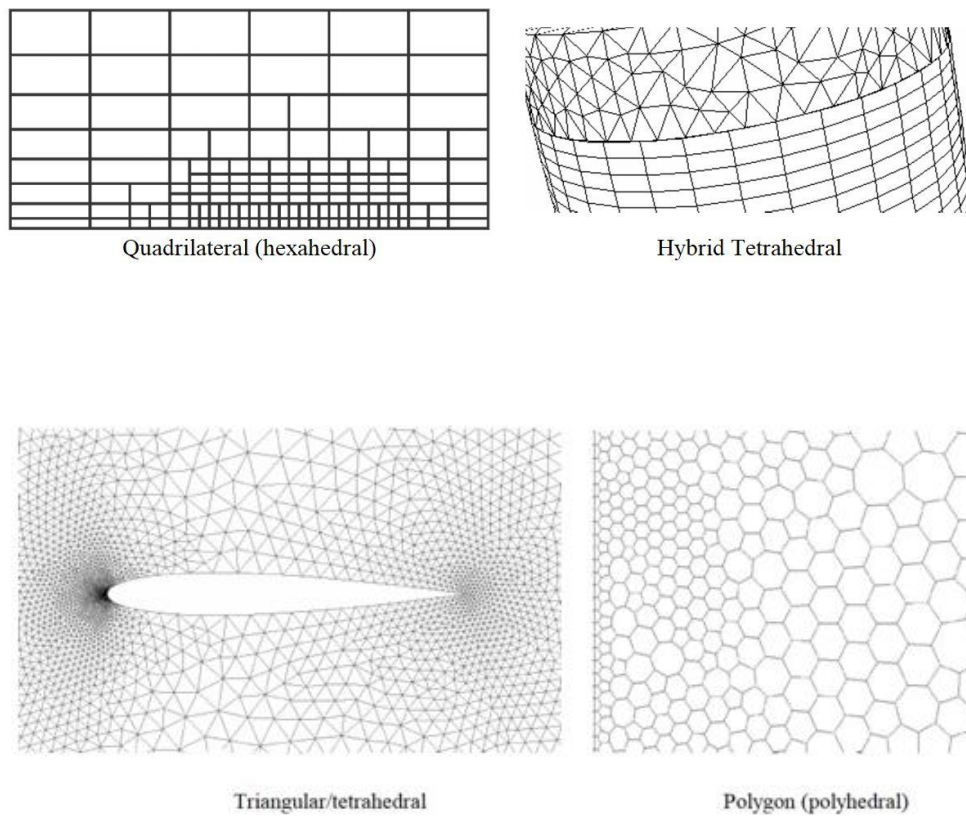 Quadrilateral (hexahedral)
Hybrid Tetrahedral
Triangular/tetrahedral
Polygon (polyhedral)